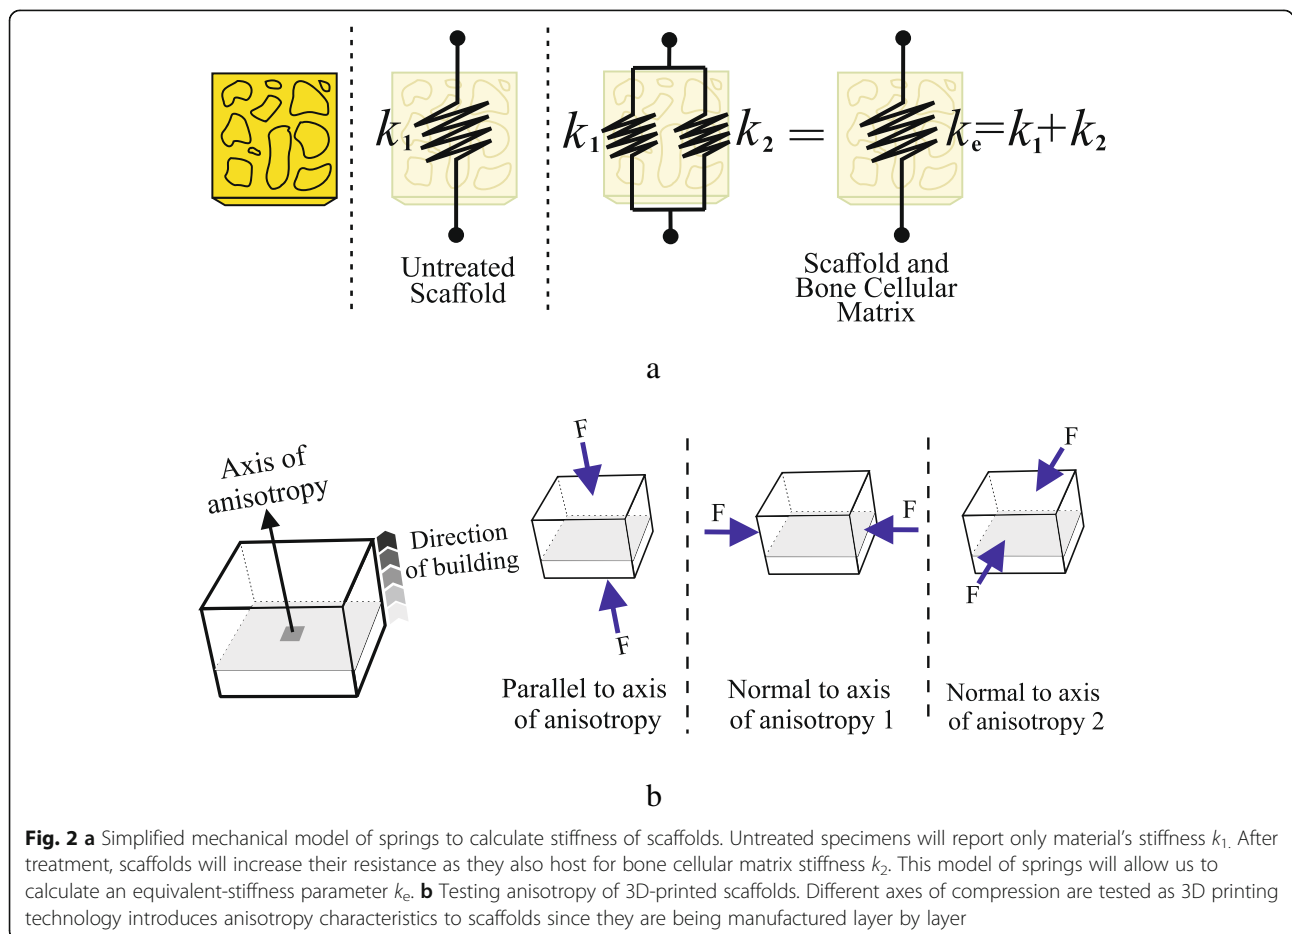 k1
k1
k2
=
ke=k1+k2
Untreated
Scaffold
Scaffold and
Bone Cellular
Matrix
a
Axis of
anisotropy
Direction
of building
F
F
Parallel to axis
of anisotropy
F
F
Normal to axis
of anisotropy 1
F
F
Normal to axis
of anisotropy 2
b
Fig. 2 a Simplified mechanical model of springs to calculate stiffness of scaffolds. Untreated specimens will report only material’s stiffness k1. After
treatment, scaffolds will increase their resistance as they also host for bone cellular matrix stiffness k2. This model of springs will allow us to
calculate an equivalent-stiffness parameter ke. b Testing anisotropy of 3D-printed scaffolds. Different axes of compression are tested as 3D printing
technology introduces anisotropy characteristics to scaffolds since they are being manufactured layer by layer